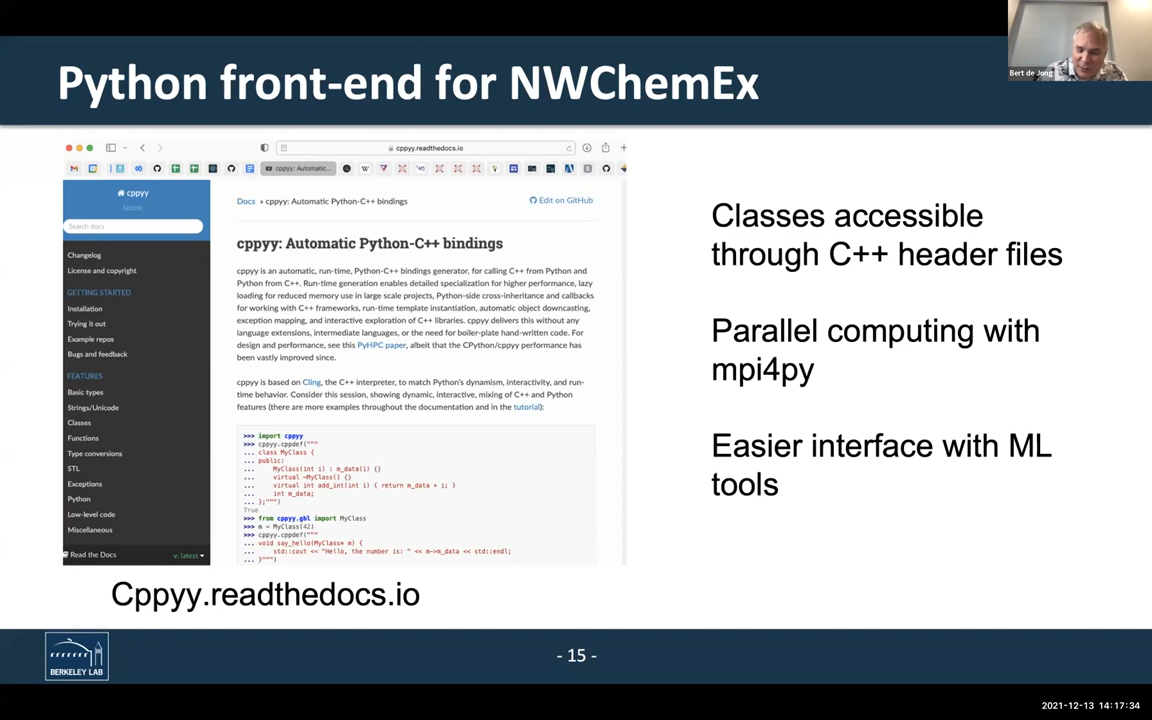 Bert de Jong
Python front-end for NWChemEx
cppyy.readthedocs.io
cppyy: Automatic...
cppyy
latest
Search docs
Changelog
License and copyright
GETTING STARTED
Installation
Trying it out
Example repos
Bugs and feedback
FEATURES
Basic types
Strings/Unicode
Classes
Functions
Type conversions
STL
Exceptions
Python
Low-level code
Miscellaneous
Read the Docs
v: latest
Docs » cppyy: Automatic Python-C++ bindings
Edit on GitHub
cppyy: Automatic Python-C++ bindings
cppyy is an automatic, run-time, Python-C++ bindings generator, for calling C++ from Python and
Python from C++. Run-time generation enables detailed specialization for higher performance, lazy
loading for reduced memory use in large scale projects, Python-side cross-inheritance and callbacks
for working with C++ frameworks, run-time template instantiation, automatic object downcasting,
exception mapping, and interactive exploration of C++ libraries. cppyy delivers this without any
language extensions, intermediate languages, or the need for boiler-plate hand-written code. For
design and performance, see this PyHPC paper, albeit that the CPython/cppyy performance has
been vastly improved since.
cppyy is based on Cling, the C++ interpreter, to match Python's dynamism, interactivity, and run-
time behavior. Consider this session, showing dynamic, interactive, mixing of C++ and Python
features (there are more examples throughout the documentation and in the tutorial):
>>> import cppyy
>>> cppyy.cppdef("""
... class MyClass {
... public:
...     MyClass(int i) : m_data(i) {}
...     virtual ~MyClass() {}
...     virtual int add_int(int i) { return m_data + i; }
...     int m_data;
... };""")
True
>>> from cppyy.gbl import MyClass
>>> m = MyClass(42)
>>> cppyy.cppdef("""
... void say_hello(MyClass* m) {
...     std::cout << "Hello, the number is: " << m->m_data << std::endl;
... }""")
Cppyy.readthedocs.io
Classes accessible
through C++ header files
Parallel computing with
mpi4py
Easier interface with ML
tools
BERKELEY LAB
- 15 -
2021-12-13 14:17:34